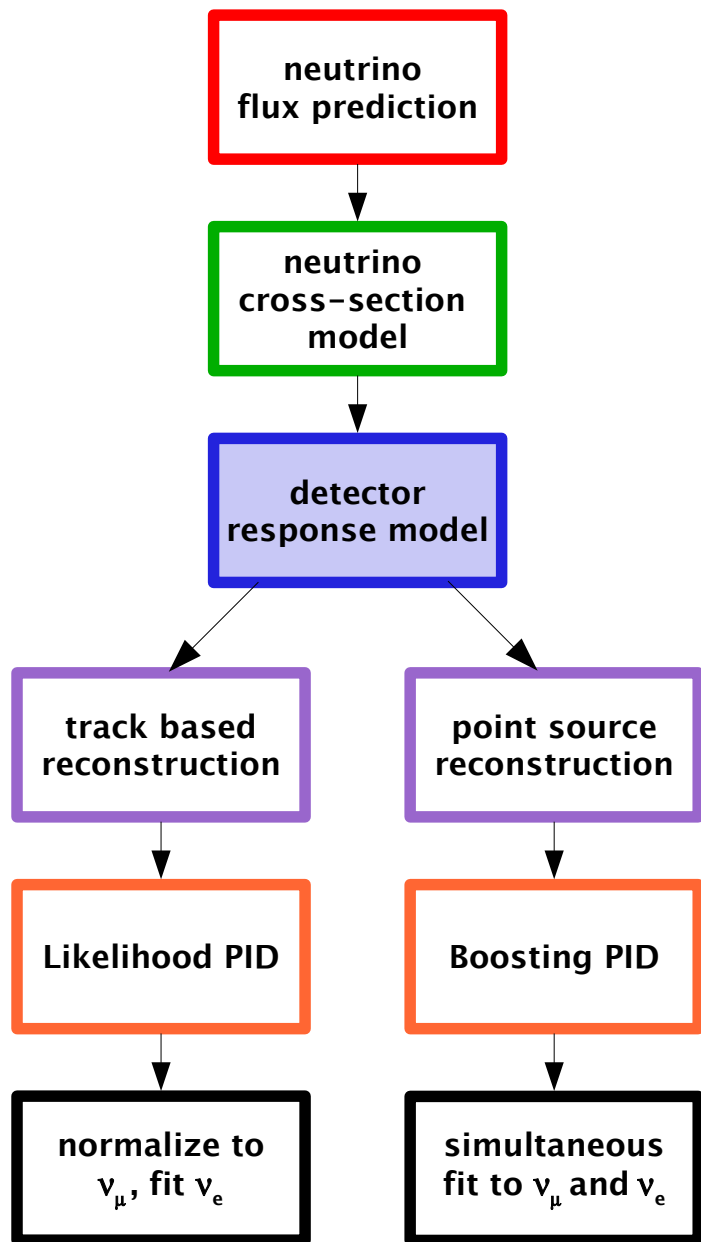 neutrino
flux prediction
neutrino
cross-section
model
detector
response model
track based
reconstruction
point source
reconstruction
Likelihood PID
Boosting PID
normalize to
νμ, fit νe
simultaneous
fit to νμ and νe